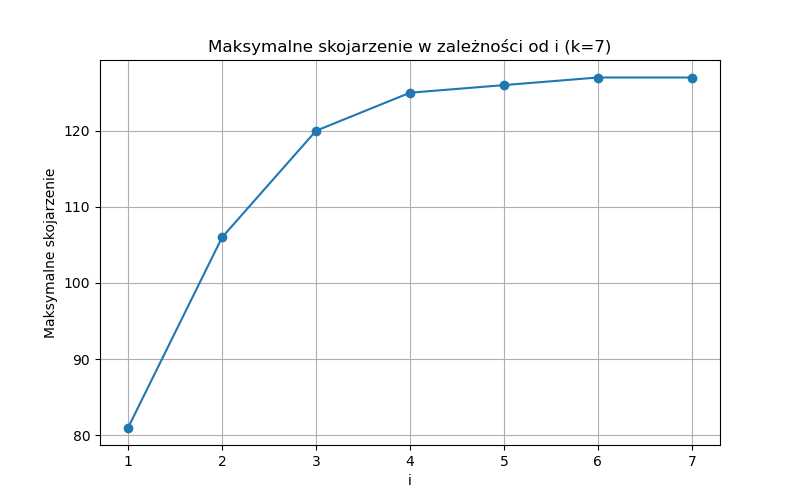 Maksymalne skojarzenie w zależności od i (k=7)
Maksymalne skojarzenie
120
110
100
90
80
1 2 3 4 5 6 7
i